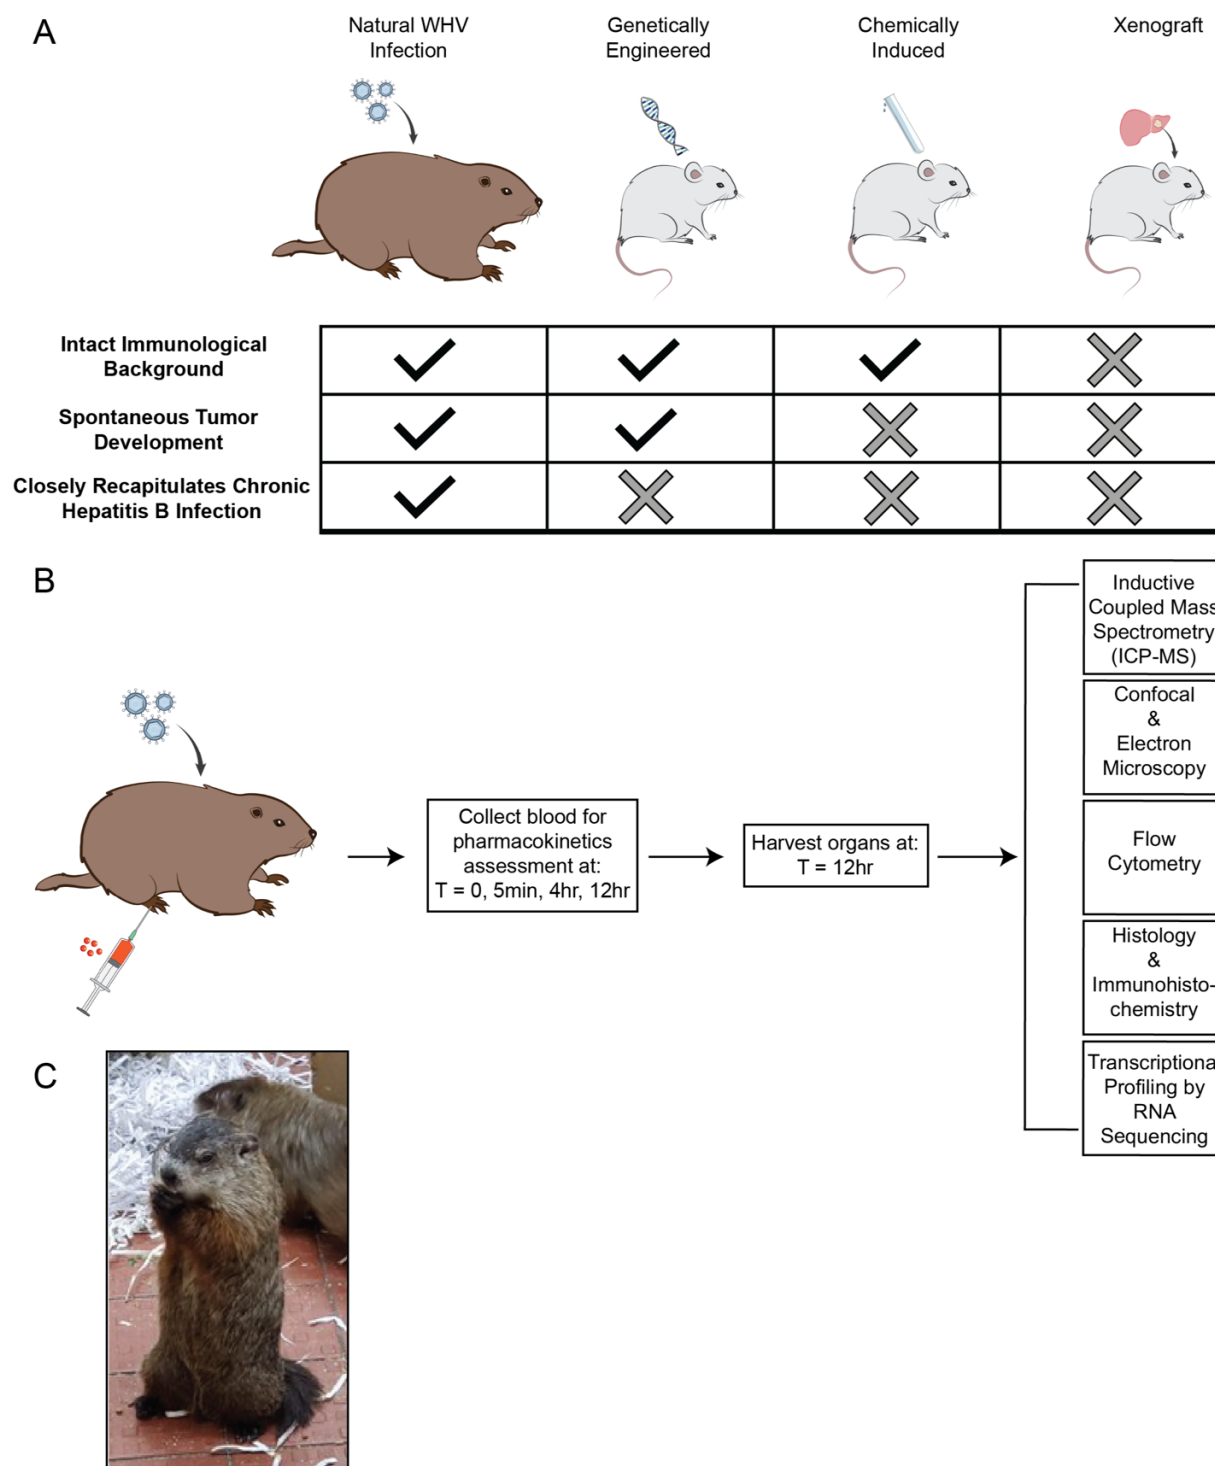 A
Natural WHV
Infection
Genetically
Engineered
Chemically
Induced
Xenograft
Intact Immunological
Background
Spontaneous Tumor
Development
Closely Recapitulates Chronic
Hepatitis B Infection
B
Collect blood for
pharmacokinetics
assessment at:
T = 0, 5min, 4hr, 12hr
Harvest organs at:
T = 12hr
Inductive
Coupled Mass
Spectrometry
(ICP-MS)
Confocal
&
Electron
Microscopy
Flow
Cytometry
Histology
&
Immunohisto-
chemistry
Transcriptiona
Profiling by
RNA
Sequencing
C